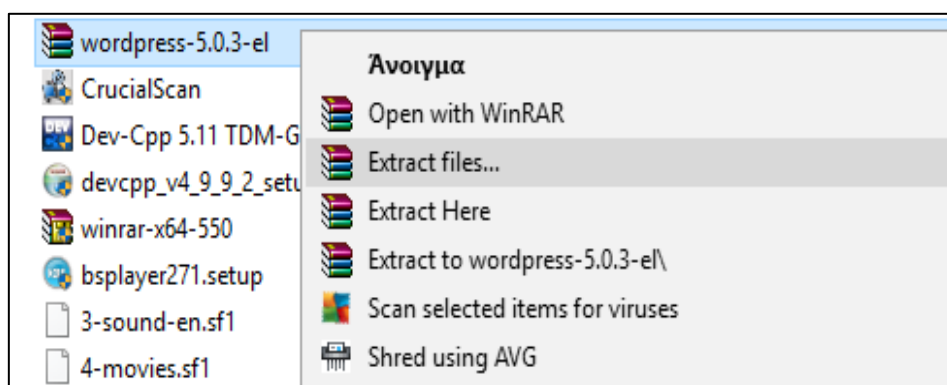 wordpress-5.0.3-el
CrucialScan
Dev-Cpp 5.11 TDM-G
devcpp_v4_9_9_2_setu
winrar-x64-550
bsplayer271.setup
3-sound-en.sf1
4-movies.sf1
Άνοιγμα
Open with WinRAR
Extract files...
Extract Here
Extract to wordpress-5.0.3-el\
Scan selected items for viruses
Shred using AVG